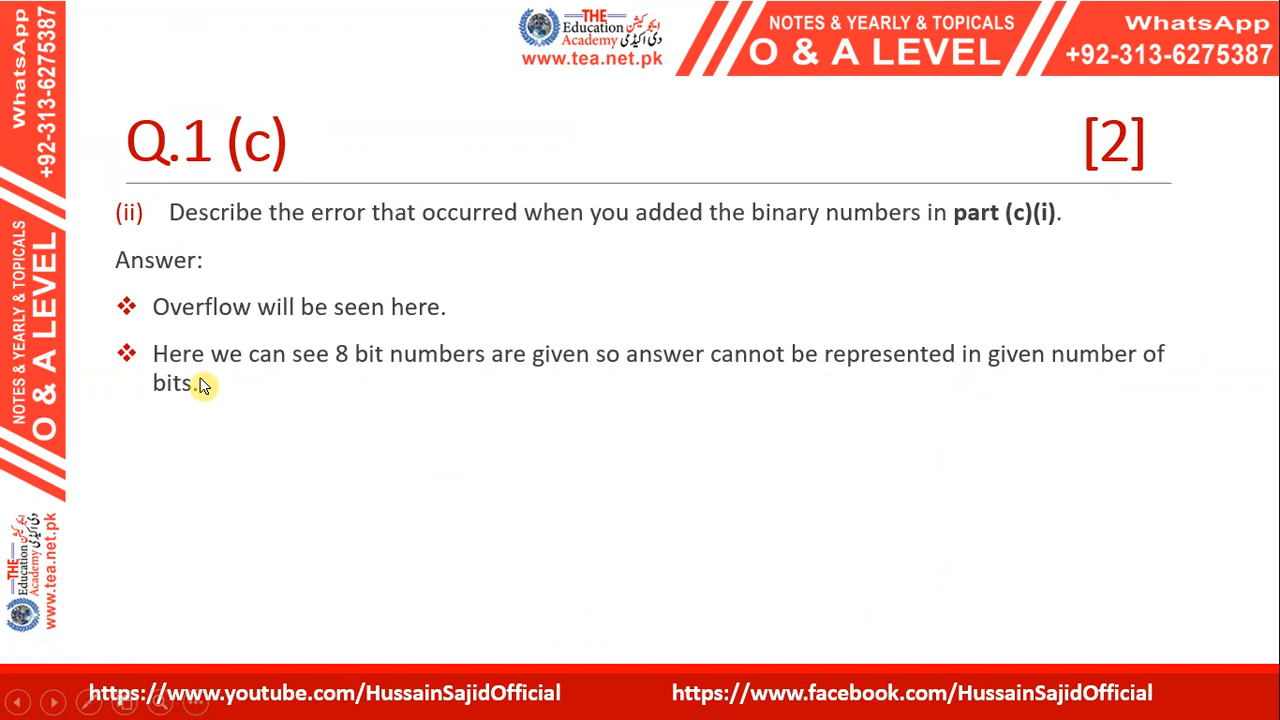 THE
Education
Academy
ایجوکیشن
دی اکیڈمی
www.tea.net.pk
NOTES & YEARLY & TOPICALS
O & A LEVEL
WhatsApp
+92-313-6275387
WhatsApp
+92-313-6275387
NOTES & YEARLY & TOPICALS
O & A LEVEL
THE
Education
Academy
ایجوکیشن
دی اکیڈمی
www.tea.net.pk
Q.1 (c) [2]
(ii) Describe the error that occurred when you added the binary numbers in part (c)(i).
Answer:
Overflow will be seen here.
Here we can see 8 bit numbers are given so answer cannot be represented in given number of
bits.
https://www.youtube.com/HussainSajidOfficial
https://www.facebook.com/HussainSajidOfficial